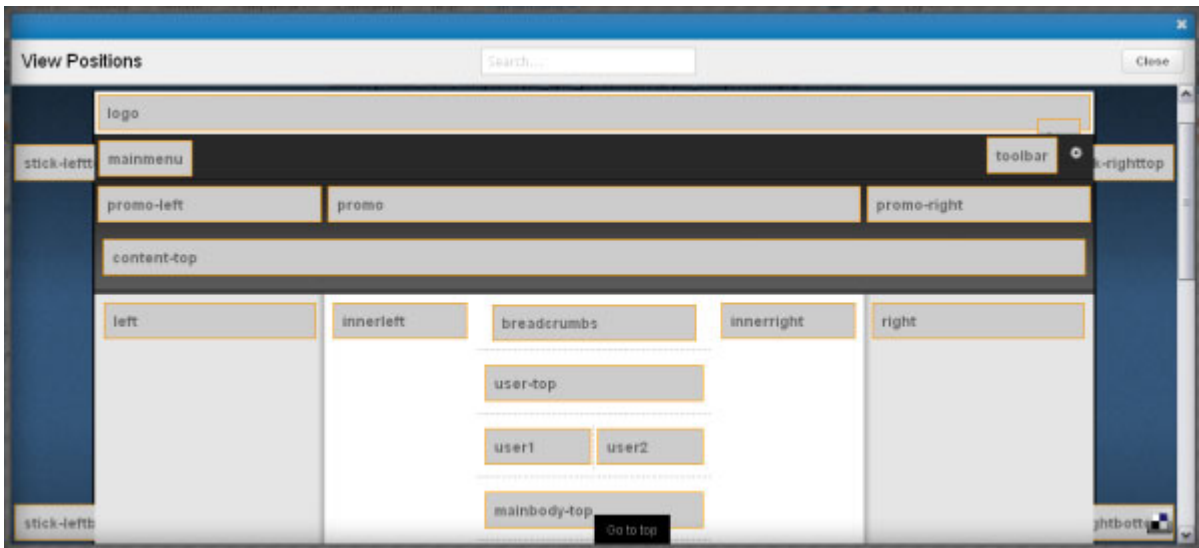 View Positions
Search...
Close
logo
stick-leftt
mainmenu
toolbar
k-righttop
promo-left
promo
promo-right
content-top
left
innerleft
breadcrumbs
innerright
right
user-top
user1
user2
mainbody-top
stick-leftb
Go to top
ghtbott